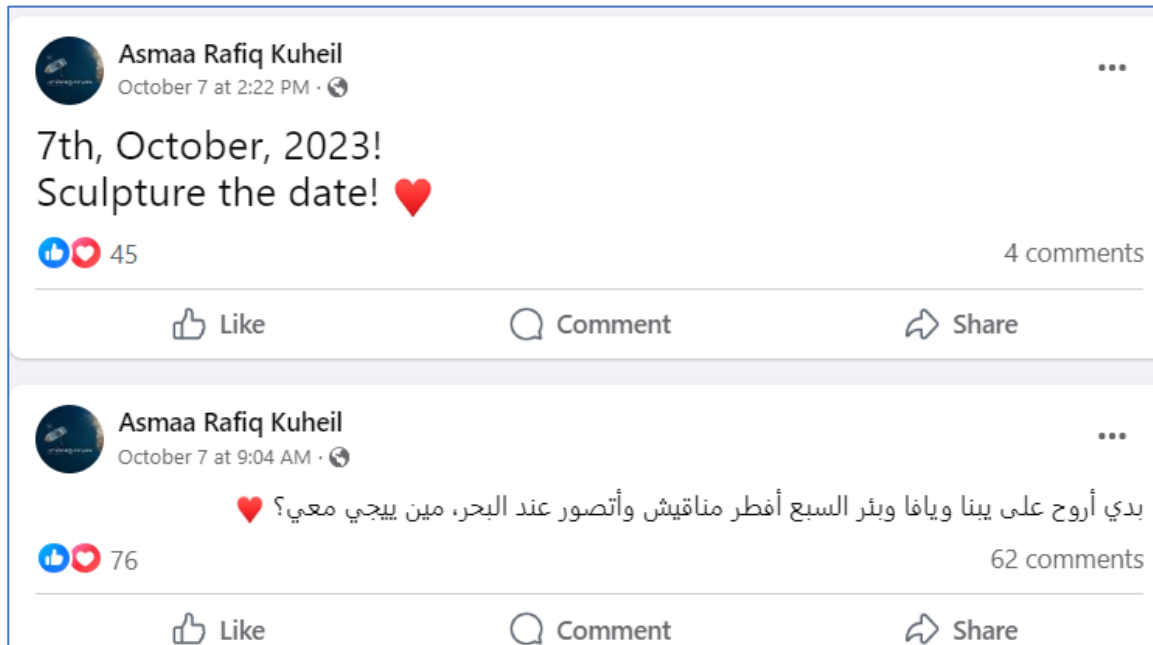 Asmaa Rafiq Kuheil
October 7 at 2:22 PM ·
7th, October, 2023!
Sculpture the date! ♥
45
4 comments
Like
Comment
Share
Asmaa Rafiq Kuheil
October 7 at 9:04 AM ·
بدي أروح على يبنا ويافا وبئر السبع أفطر مناقيش وأتصور عند البحر، مين ييجي معي؟ ♥
76
62 comments
Like
Comment
Share